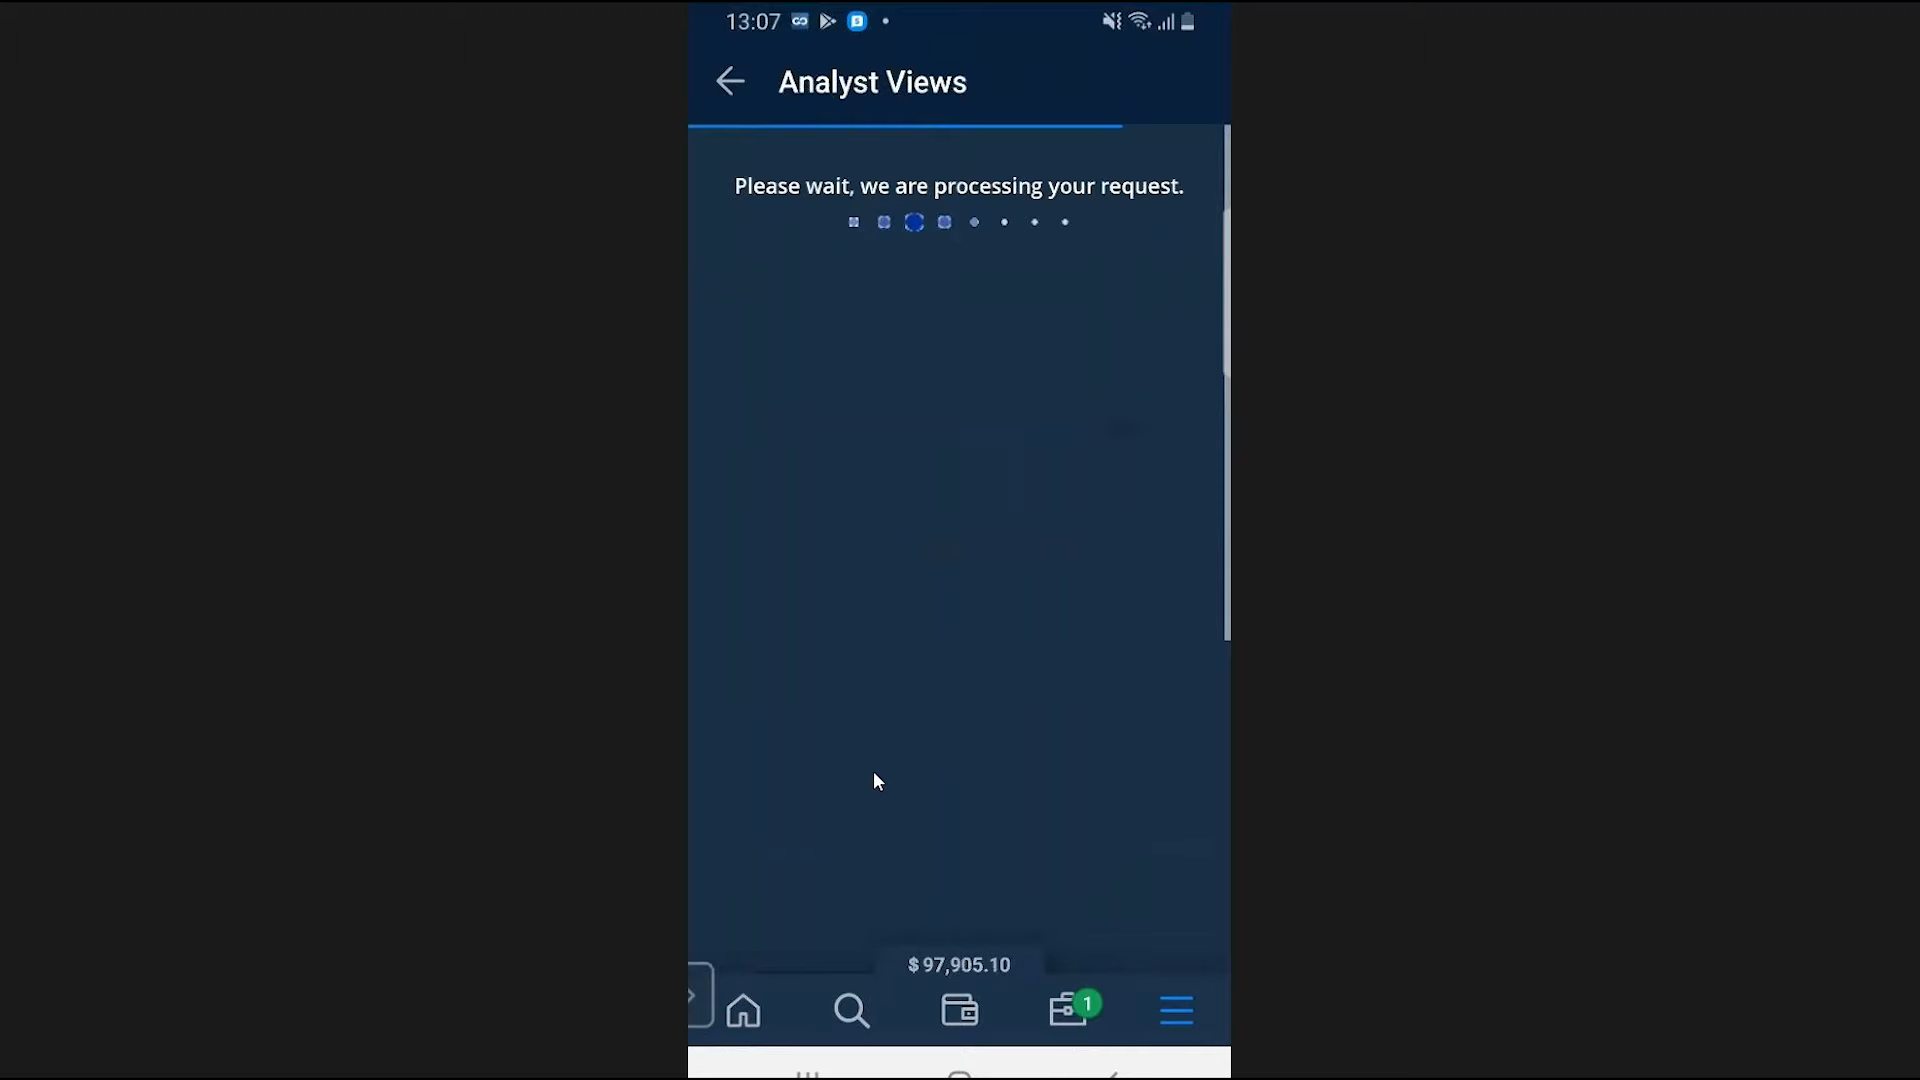 13:07
Analyst Views
Please wait, we are processing your request.
$ 97,905.10
1